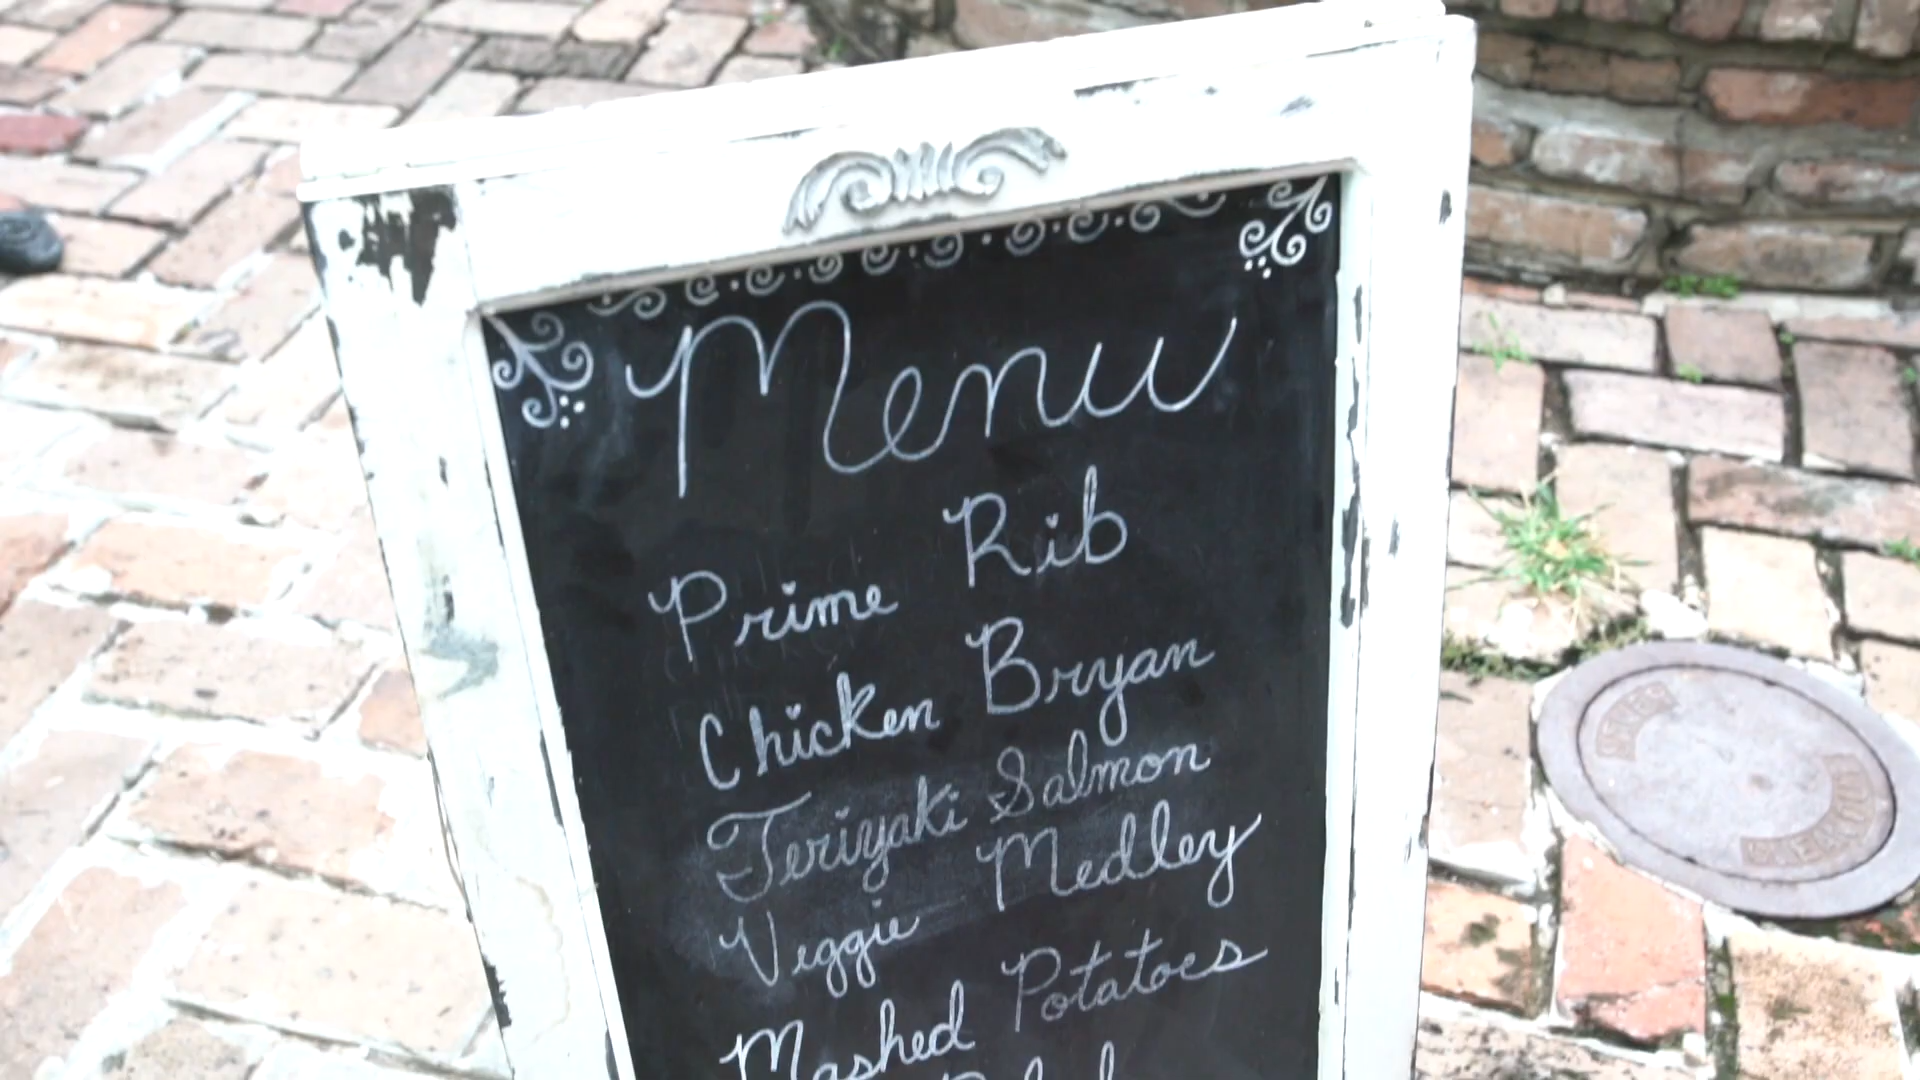 Menu
Prime Rib
Chicken Bryan
Teriyaki Salmon
Veggie Medley
Mashed Potatoes